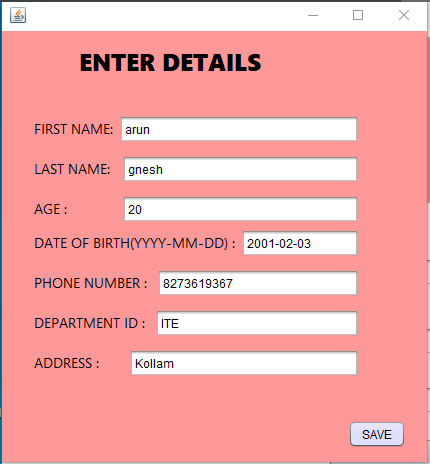 ENTER DETAILS
FIRST NAME: arun
LAST NAME: gnesh
AGE : 20
DATE OF BIRTH(YYYY-MM-DD) : 2001-02-03
PHONE NUMBER : 8273619367
DEPARTMENT ID : ITE
ADDRESS : Kollam
SAVE